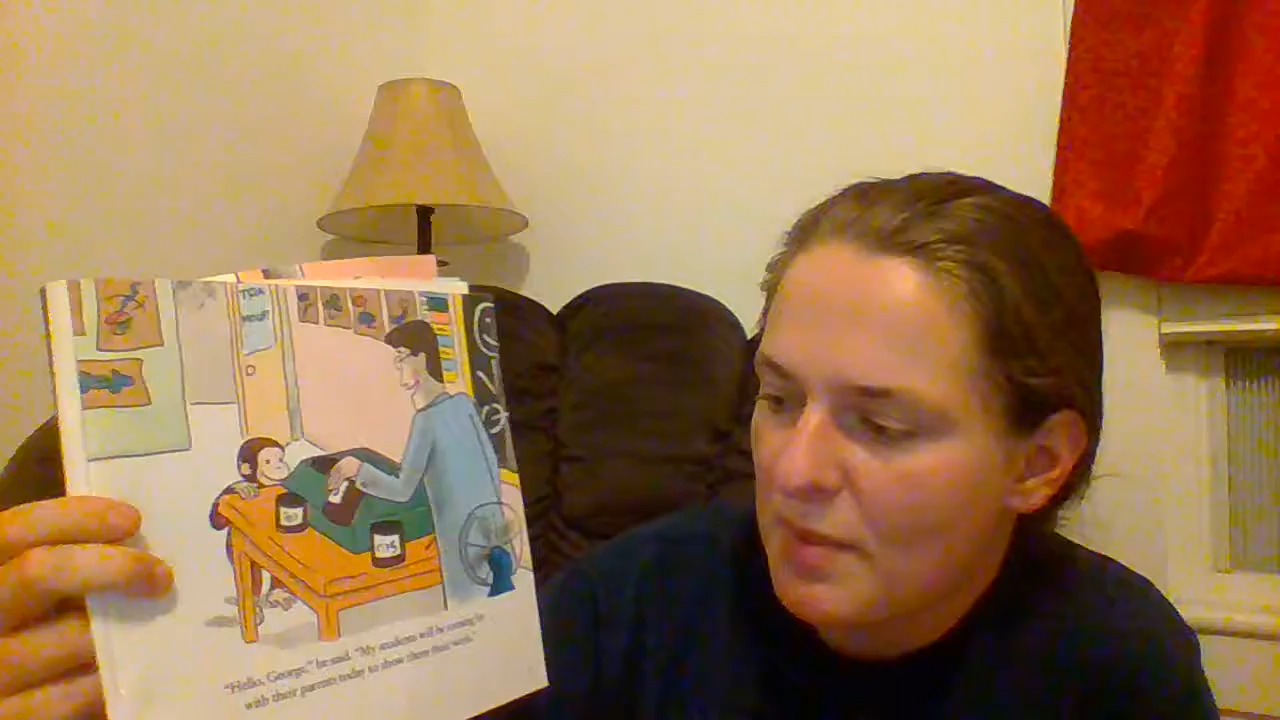 "Hello, George," he said. "My students will be coming in
with their parents today to show them their work."